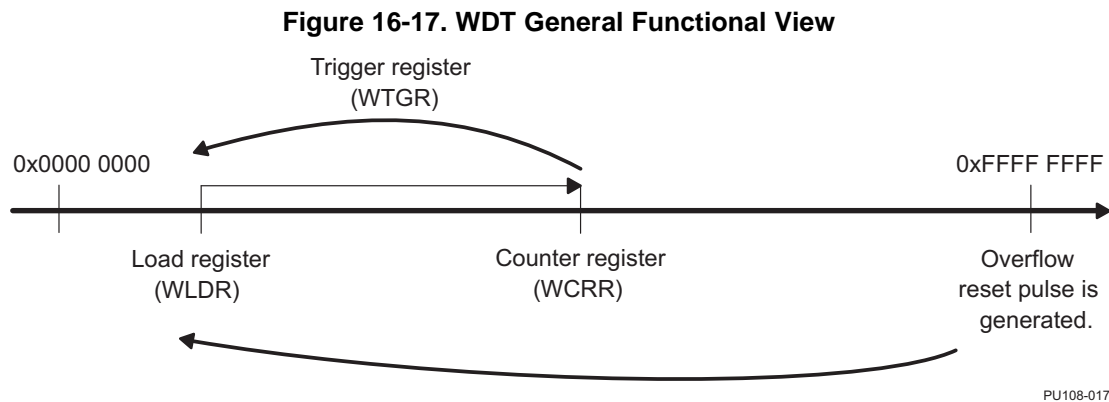 Figure 16-17. WDT General Functional View
Trigger register
(WTGR)
0x0000 0000
0xFFFF FFFF
Load register
(WLDR)
Counter register
(WCRR)
Overflow
reset pulse is
generated.
PU108-017